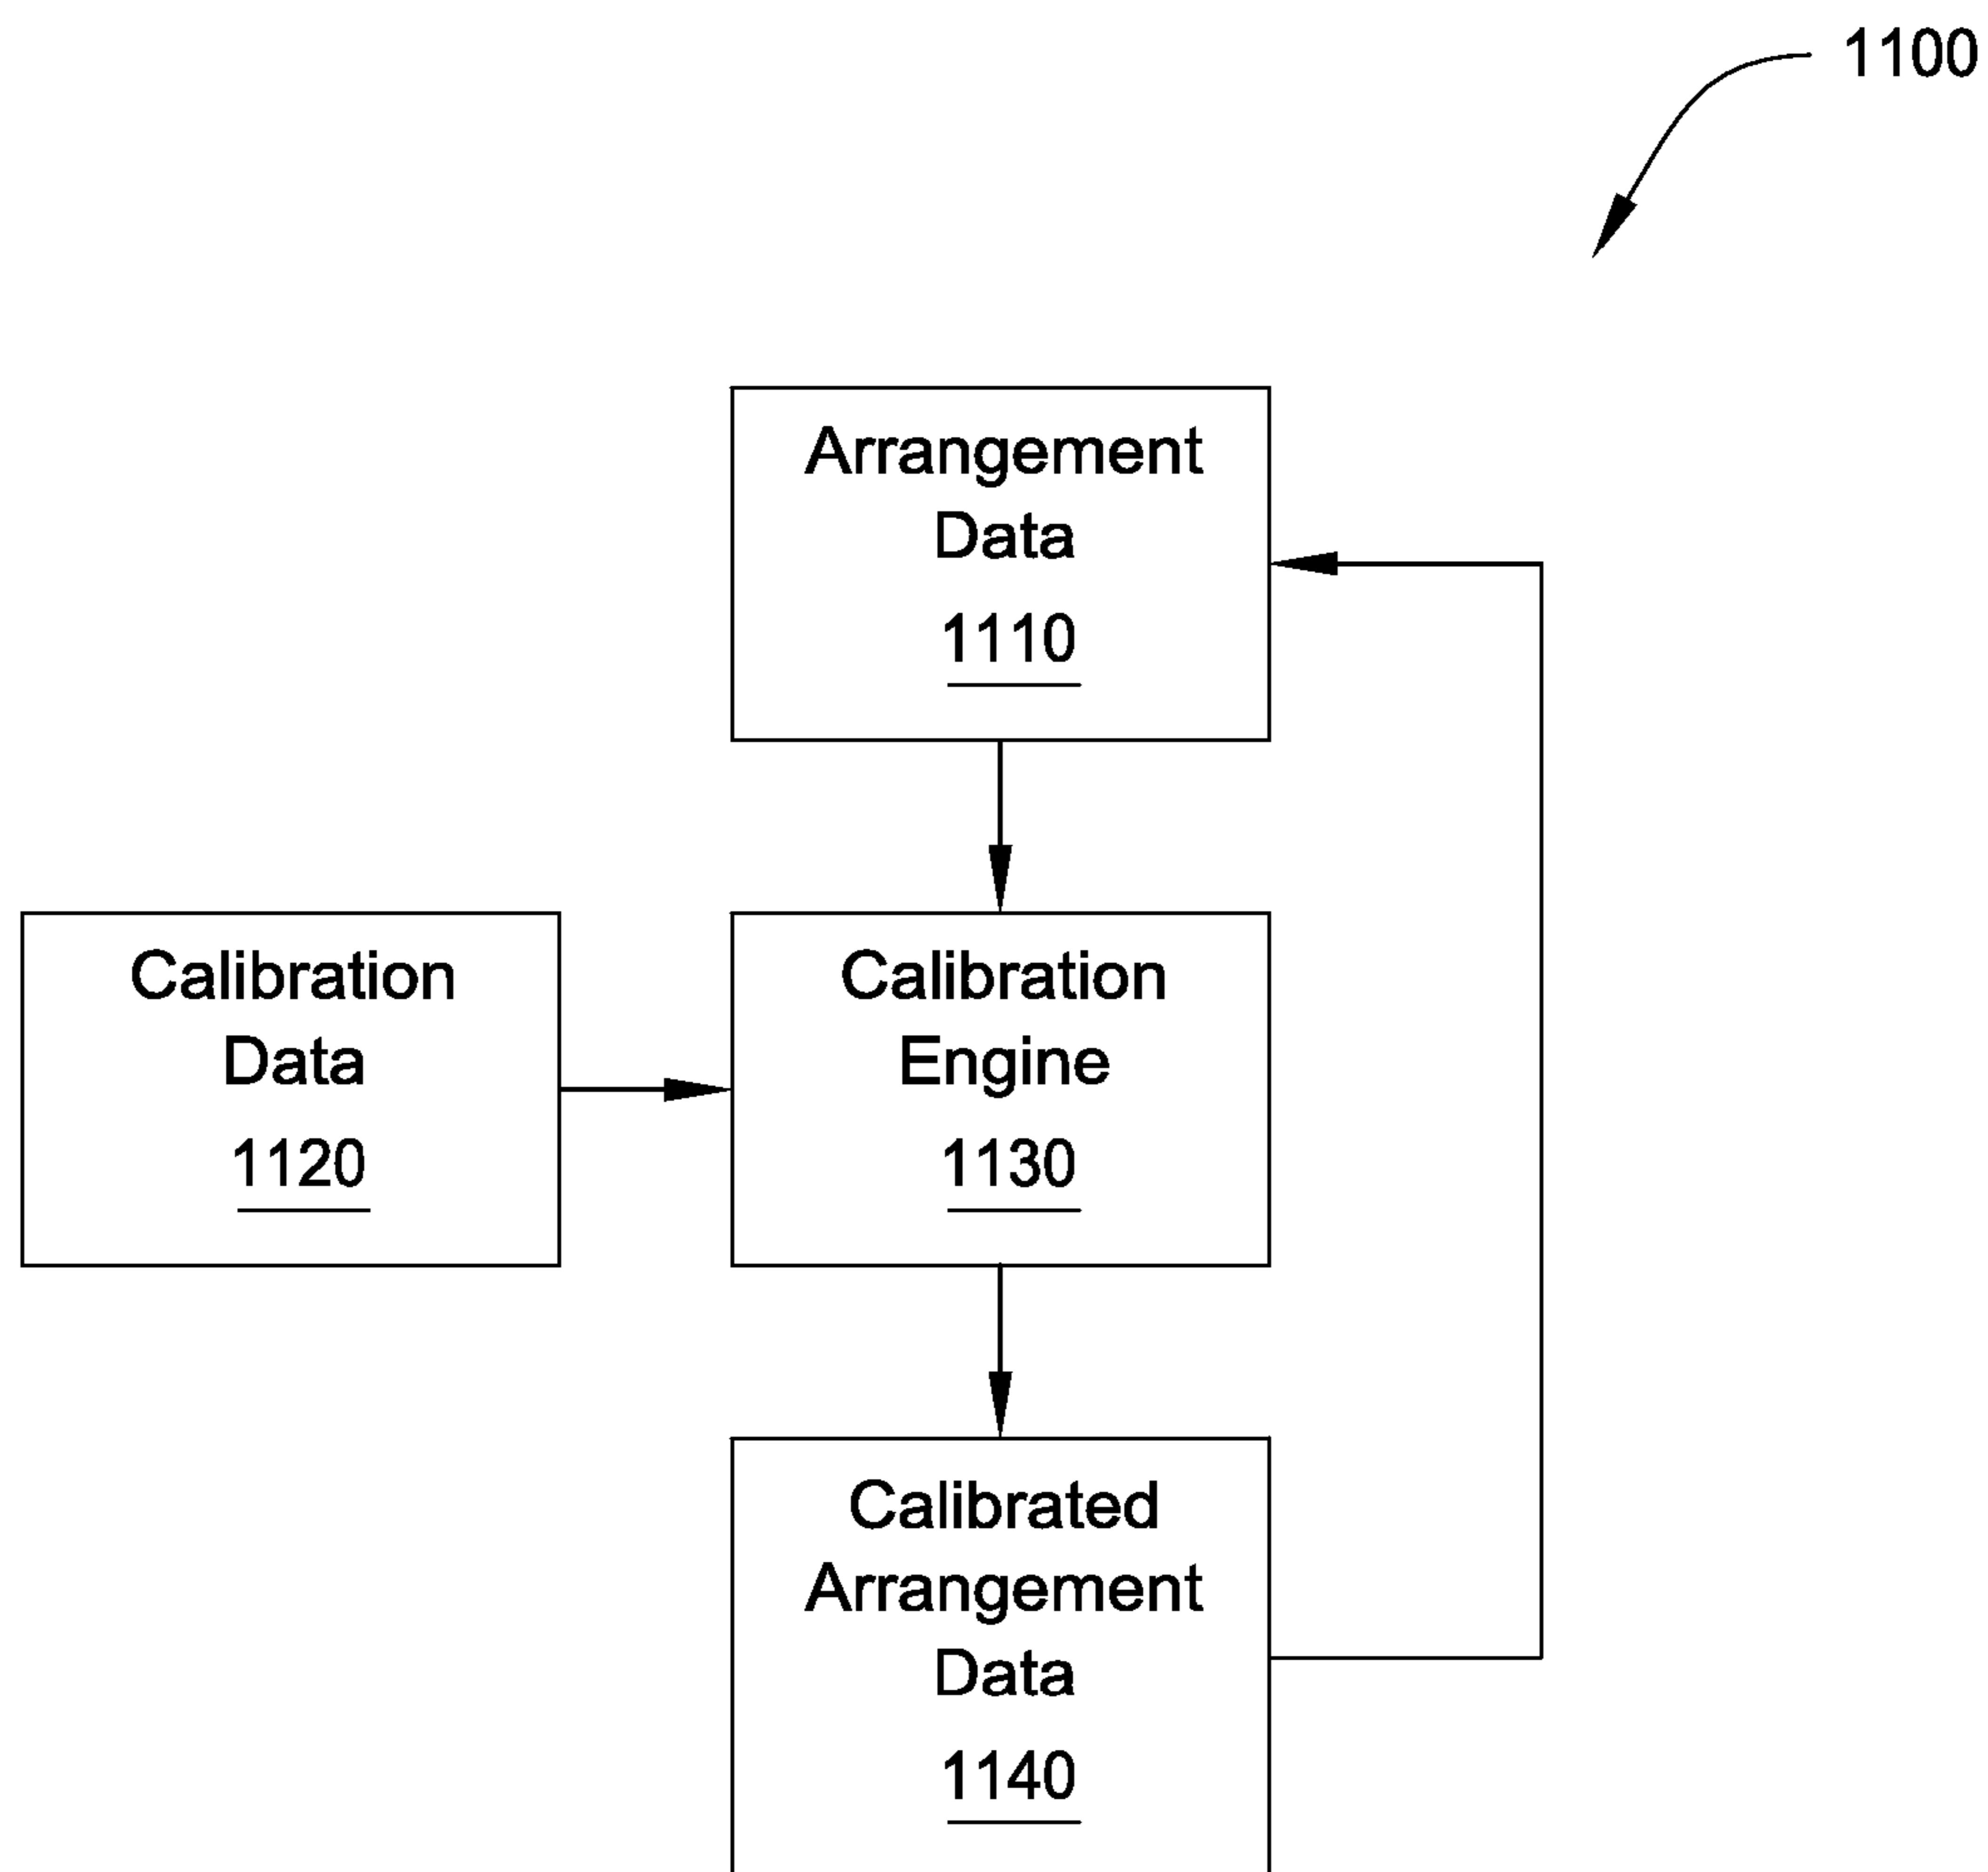 1100
Arrangement
Data
1110
Calibration
Data
1120
Calibration
Engine
1130
Calibrated
Arrangement
Data
1140